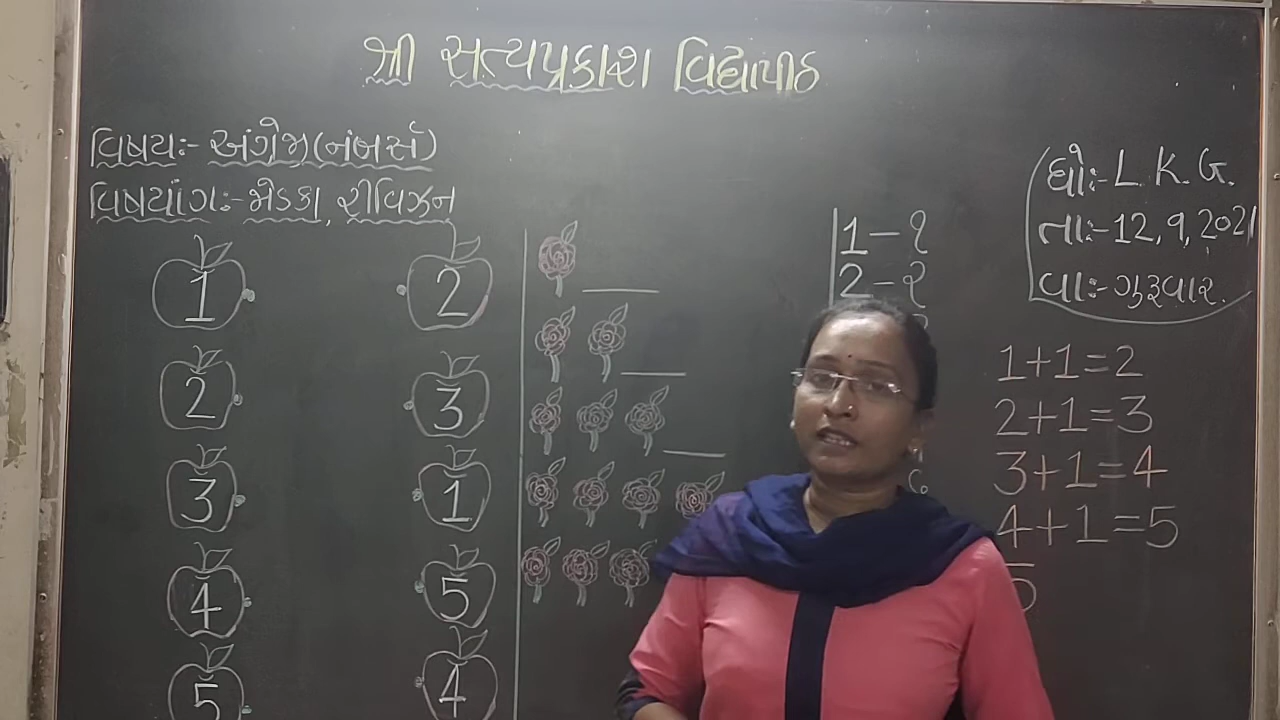 શ્રી સત્યપ્રકાશ વિદ્યાપીઠ
વિષયઃ- અંગ્રેજી(નંબર્સ)
વિષયાંગઃ- જોડકા, રીવિઝન
ધોઃ- L. K. G.
તાઃ- 12, 9, 2021
વાઃ- ગુરૂવાર.
1 2
2 3
3 1
4 5
5 4
1 – ૧
2 – ૨
1+1=2
2+1=3
3+1=4
4+1=5
5